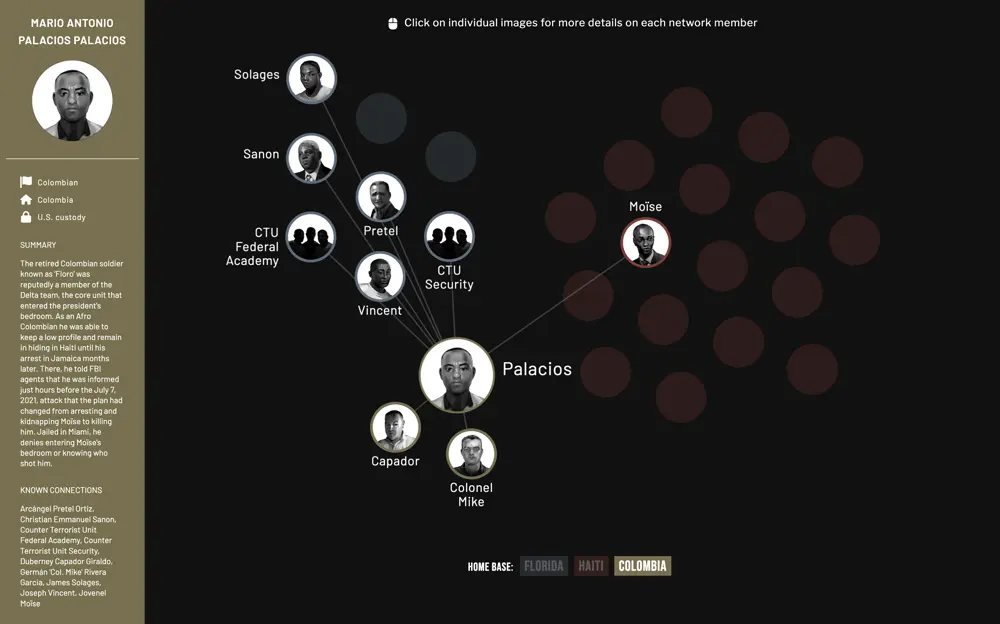 MARIO ANTONIO
PALACIOS PALACIOS
Colombian
Colombia
U.S. custody
SUMMARY
The retired Colombian soldier
known as 'Floro' was
reputedly a member of the
Delta team, the core unit that
entered the president's
bedroom. As an Afro
Colombian he was able to
keep a low profile and remain
in hiding in Haiti until his
arrest in Jamaica months
later. There, he told FBI
agents that he was informed
just hours before the July 7,
2021, attack that the plan had
changed from arresting and
kidnapping Moïse to killing
him. Jailed in Miami, he
denies entering Moïse's
bedroom or knowing who
shot him.
KNOWN CONNECTIONS
Arcángel Pretel Ortiz,
Christian Emmanuel Sanon,
Counter Terrorist Unit
Federal Academy, Counter
Terrorist Unit Security,
Duberney Capador Giraldo,
Germán 'Col. Mike' Rivera
Garcia, James Solages,
Joseph Vincent, Jovenel
Moïse
Click on individual images for more details on each network member
Solages
Sanon
Pretel
CTU
Federal
Academy
CTU
Security
Vincent
Moïse
Palacios
Capador
Colonel
Mike
HOME BASE: FLORIDA HAITI COLOMBIA